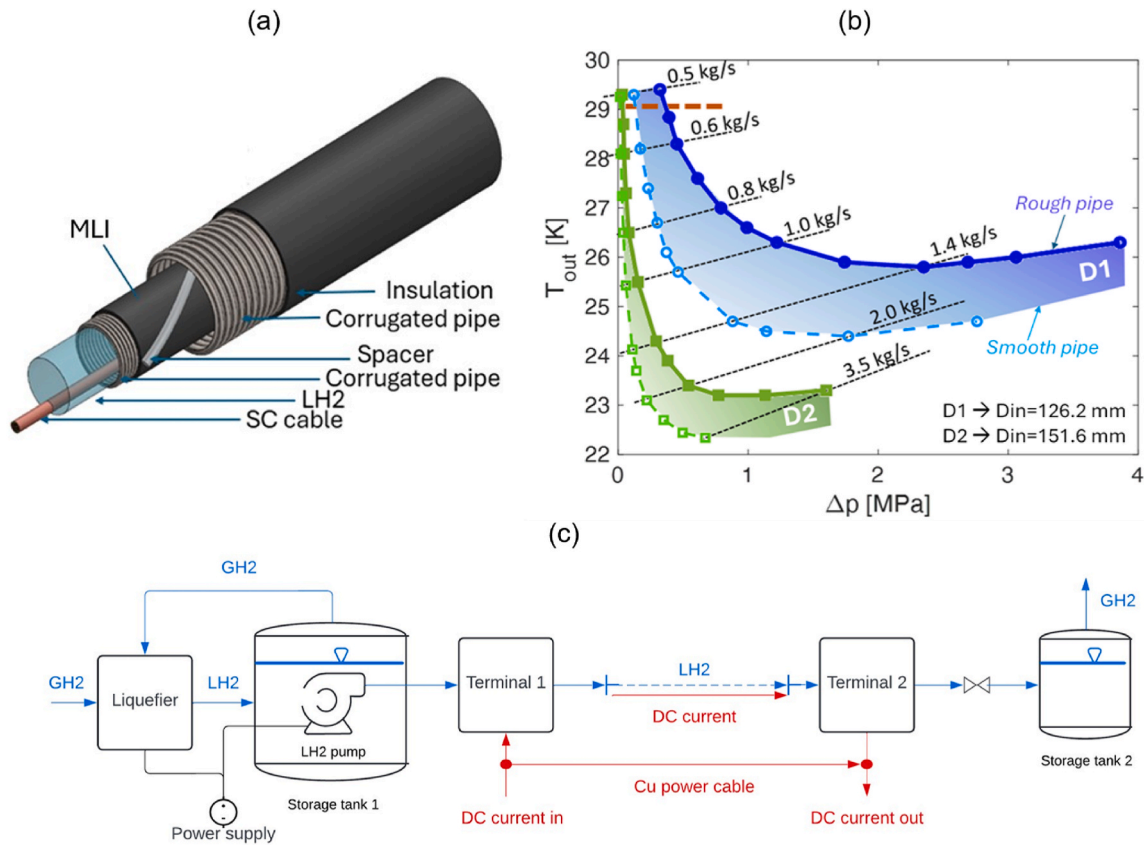 (a)
MLI
Insulation
Corrugated pipe
Spacer
Corrugated pipe
LH2
SC cable
(b)
30
29
28
27
26
25
24
23
22
T_out [K]
0
1
2
3
4
Δp [MPa]
0.5 kg/s
0.6 kg/s
0.8 kg/s
1.0 kg/s
1.4 kg/s
2.0 kg/s
3.5 kg/s
Rough pipe
D1
Smooth pipe
D2
D1 → Din=126.2 mm
D2 → Din=151.6 mm
(c)
GH2
GH2
Liquefier
LH2
LH2 pump
Storage tank 1
Power supply
Terminal 1
LH2
DC current
Terminal 2
Cu power cable
DC current in
DC current out
GH2
Storage tank 2